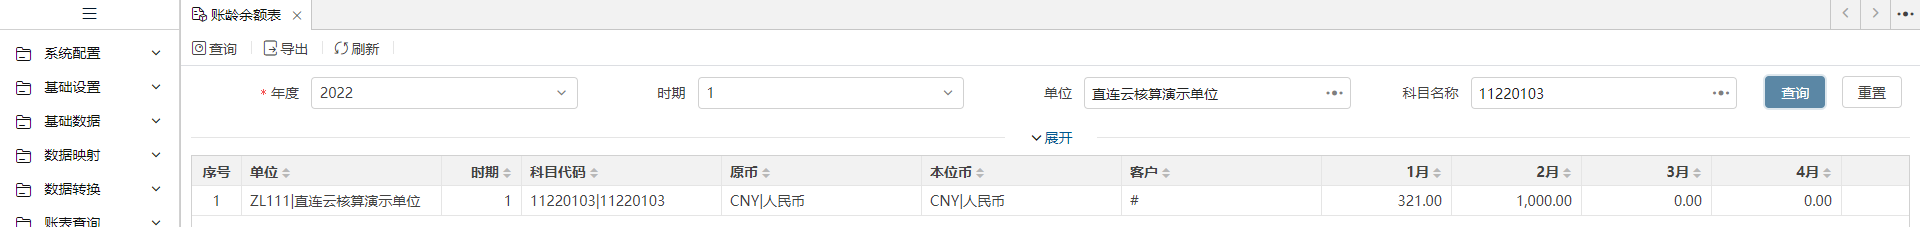 账龄余额表
查询 导出 刷新
系统配置
基础设置
基础数据
数据映射
数据转换
账表查询
* 年度 2022 时期 1 单位 直连云核算演示单位 科目名称 11220103 查询 重置
展开
序号 单位 时期 科目代码 原币 本位币 客户 1月 2月 3月 4月
1 ZL111|直连云核算演示单位 1 11220103|11220103 CNY|人民币 CNY|人民币 # 321.00 1,000.00 0.00 0.00